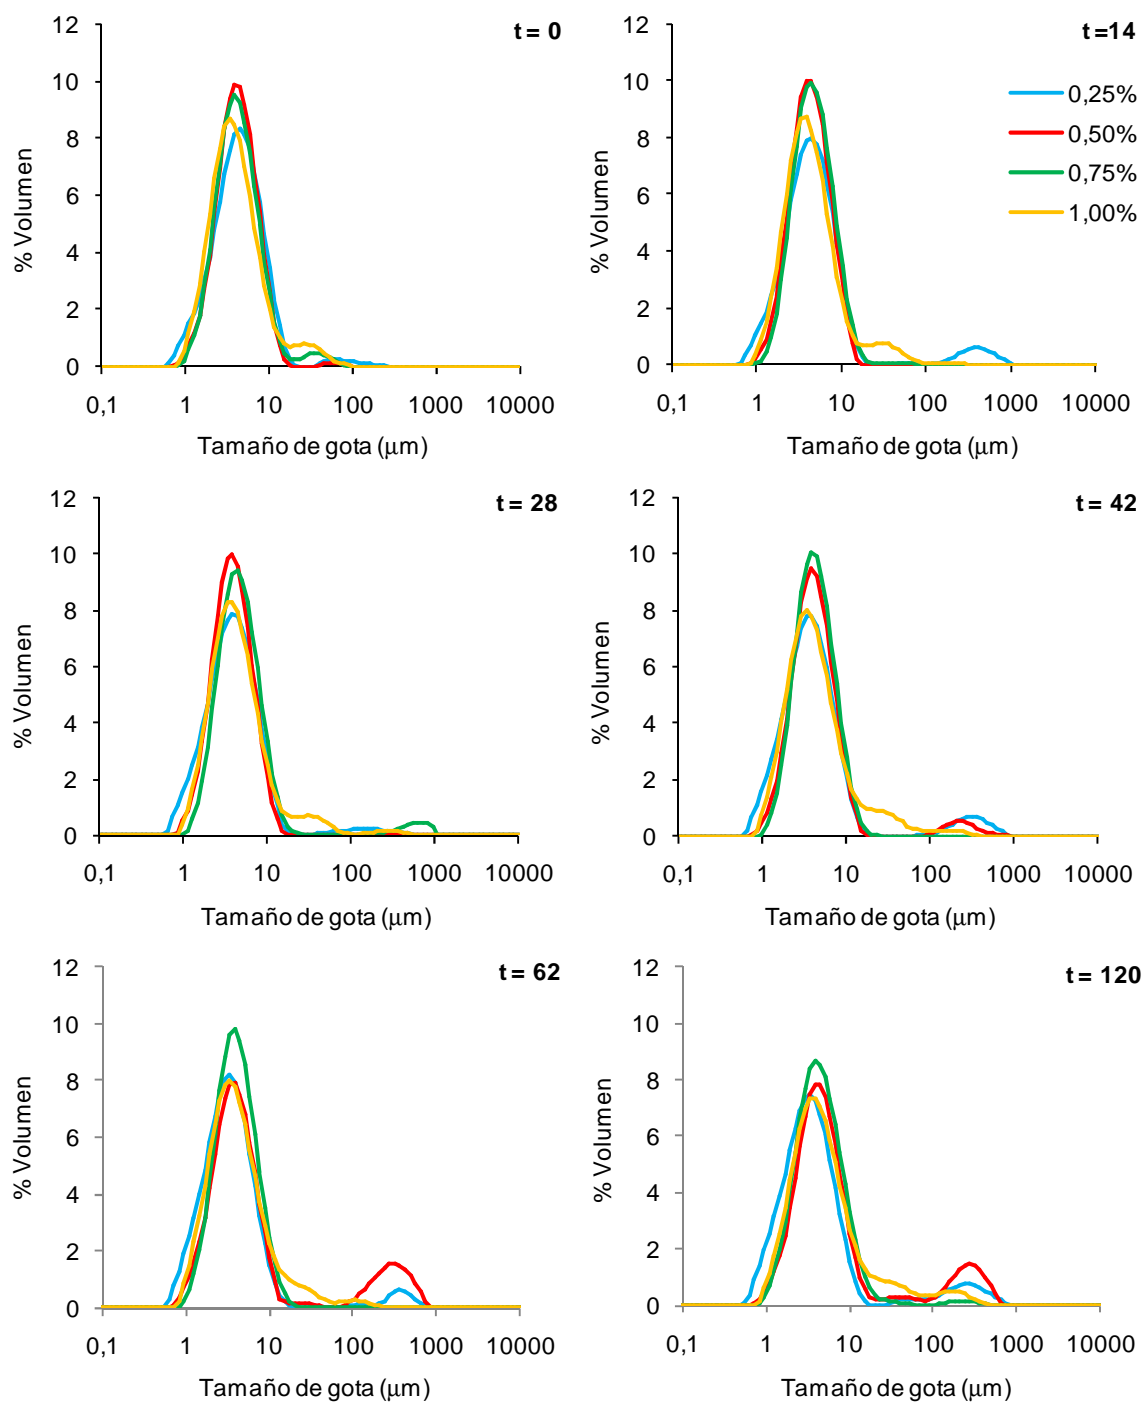 t = 0
12
10
8
6
4
2
0
% Volumen
0,1 1 10 100 1000 10000
Tamaño de gota (μm)
t =14
12
10
8
6
4
2
0
% Volumen
0,25%
0,50%
0,75%
1,00%
0,1 1 10 100 1000 10000
Tamaño de gota (μm)
t = 28
12
10
8
6
4
2
0
% Volumen
0,1 1 10 100 1000 10000
Tamaño de gota (μm)
t = 42
12
10
8
6
4
2
0
% Volumen
0,1 1 10 100 1000 10000
Tamaño de gota (μm)
t = 62
12
10
8
6
4
2
0
% Volumen
0,1 1 10 100 1000 10000
Tamaño de gota (μm)
t = 120
12
10
8
6
4
2
0
% Volumen
0,1 1 10 100 1000 10000
Tamaño de gota (μm)